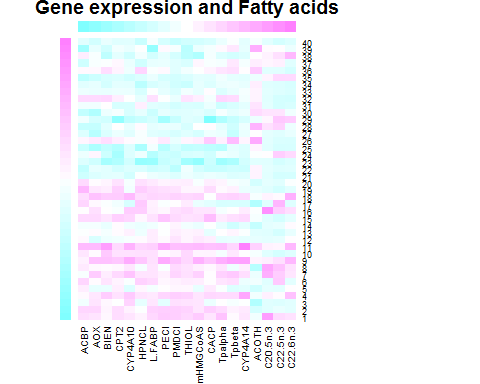 Gene expression and Fatty acids
40
39
38
37
36
35
34
33
32
31
30
29
28
27
26
25
24
23
22
21
20
19
18
17
16
15
14
13
12
11
10
9
8
7
6
5
4
3
2
1
ACBP
AOX
BIEN
CPT2
CYP4A10
HPNCL
L.FABP
PECI
PMDCI
THIOL
mHMGCoAS
CACP
Tpalpha
Tpbeta
CYP4A14
ACOTH
C20.5n.3
C22.5n.3
C22.6n.3